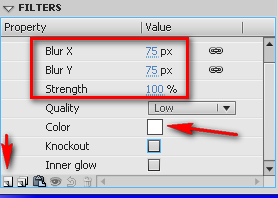 FILTERS
Property Value
Blur X 75 px
Blur Y 75 px
Strength 100 %
Quality Low
Color
Knockout
Inner glow